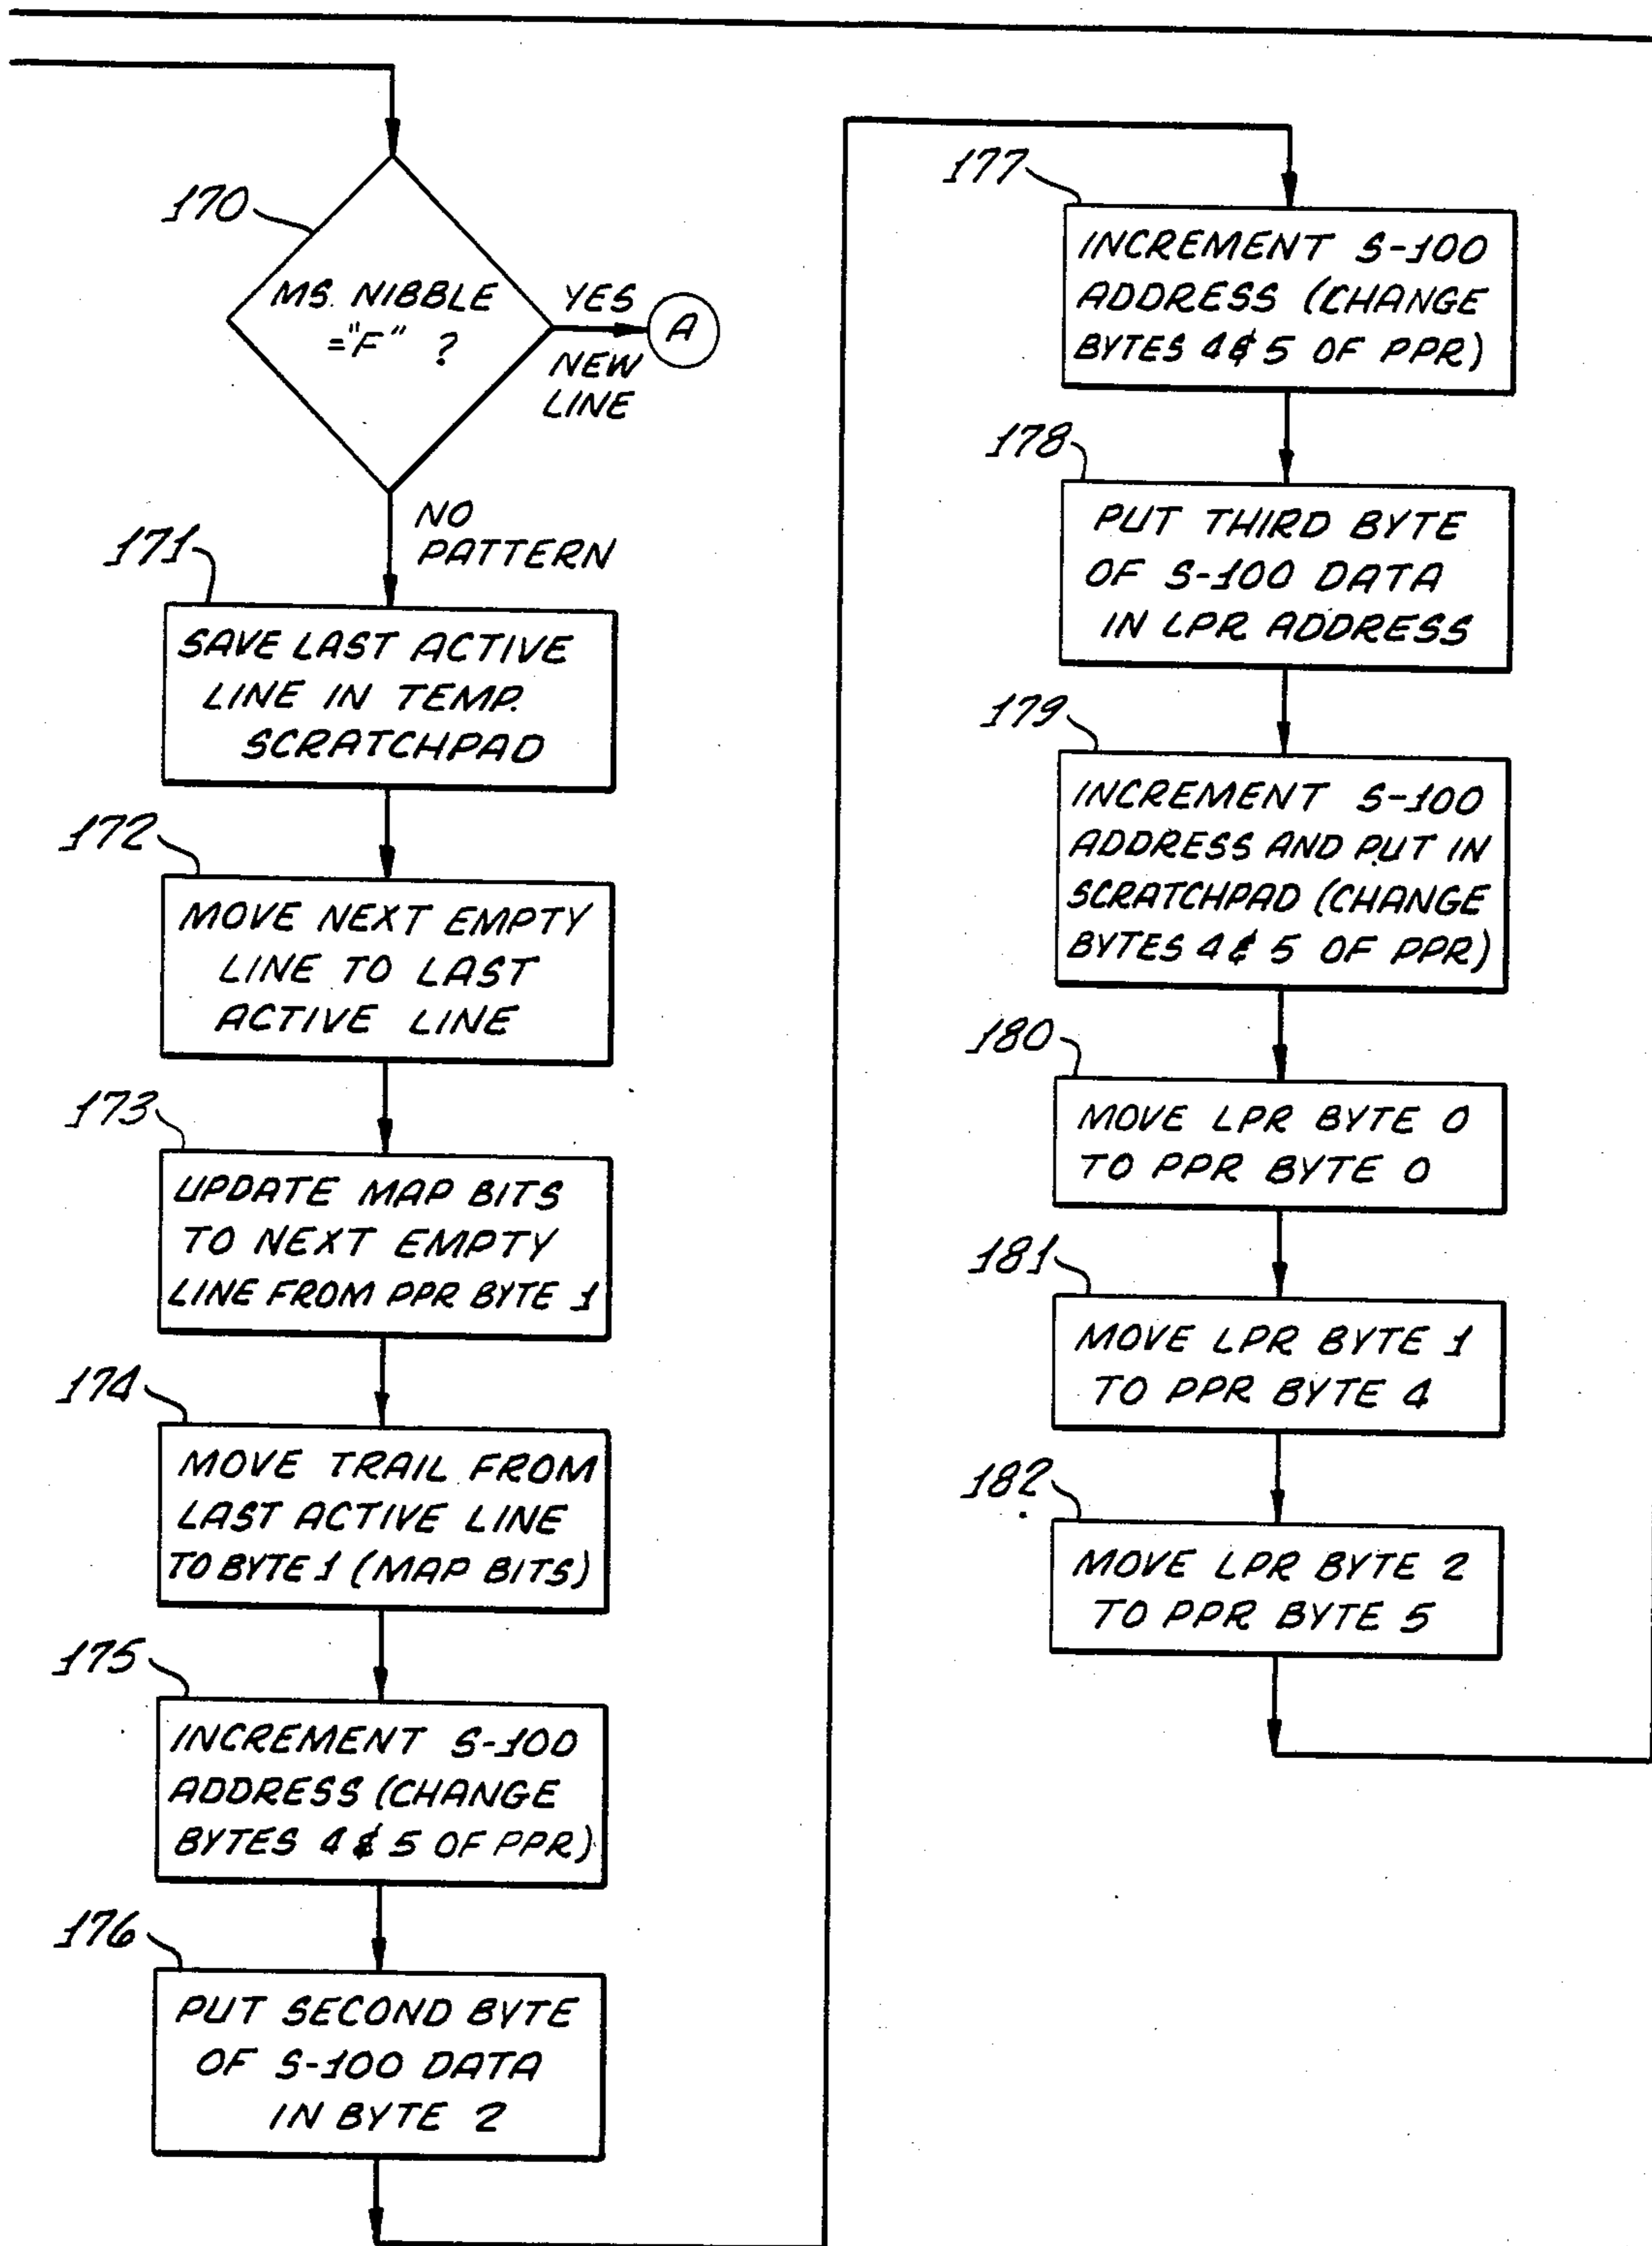 170
MS. NIBBLE
="F" ?
YES
A
NEW
LINE
NO
PATTERN
171
SAVE LAST ACTIVE
LINE IN TEMP.
SCRATCHPAD
172
MOVE NEXT EMPTY
LINE TO LAST
ACTIVE LINE
173
UPDATE MAP BITS
TO NEXT EMPTY
LINE FROM PPR BYTE 1
174
MOVE TRAIL FROM
LAST ACTIVE LINE
TO BYTE 1 (MAP BITS)
175
INCREMENT S-100
ADDRESS (CHANGE
BYTES 4 & 5 OF PPR)
176
PUT SECOND BYTE
OF S-100 DATA
IN BYTE 2
177
INCREMENT S-100
ADDRESS (CHANGE
BYTES 4 & 5 OF PPR)
178
PUT THIRD BYTE
OF S-100 DATA
IN LPR ADDRESS
179
INCREMENT S-100
ADDRESS AND PUT IN
SCRATCHPAD (CHANGE
BYTES 4 & 5 OF PPR)
180
MOVE LPR BYTE 0
TO PPR BYTE 0
181
MOVE LPR BYTE 1
TO PPR BYTE 4
182
MOVE LPR BYTE 2
TO PPR BYTE 5